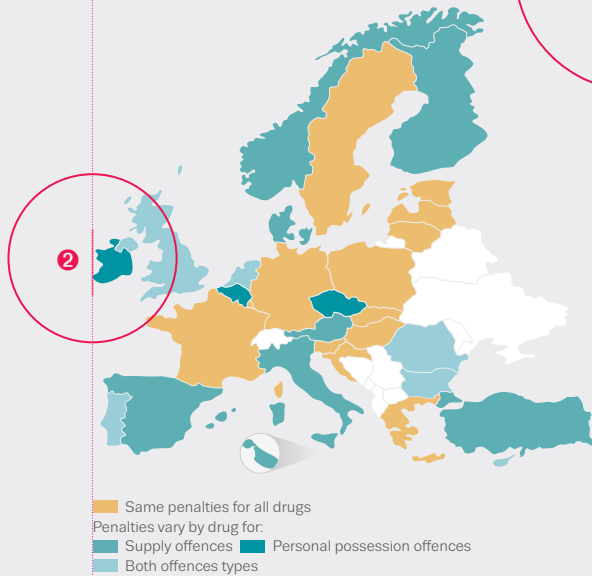 2
Same penalties for all drugs
Penalties vary by drug for:
Supply offences Personal possession offences
Both offences types